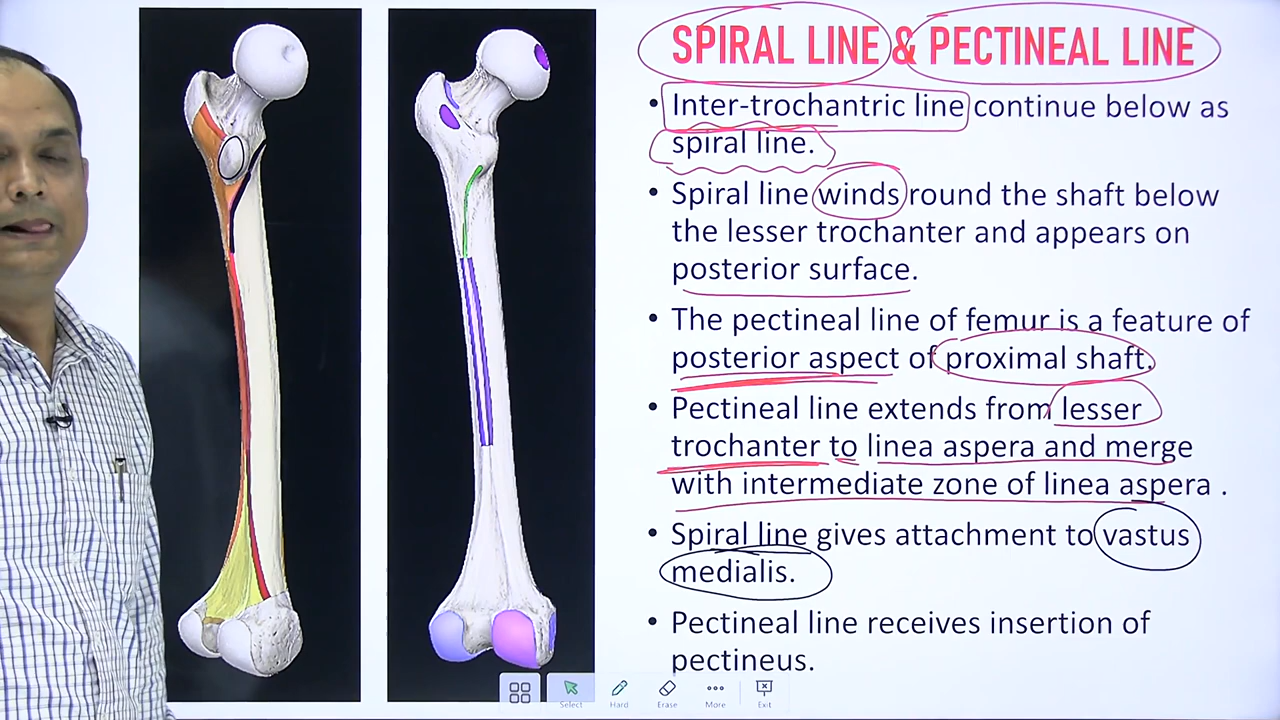 SPIRAL LINE & PECTINEAL LINE
• Inter-trochantric line continue below as
spiral line.
• Spiral line winds round the shaft below
the lesser trochanter and appears on
posterior surface.
• The pectineal line of femur is a feature of
posterior aspect of proximal shaft.
• Pectineal line extends from lesser
trochanter to linea aspera and merge
with intermediate zone of linea aspera .
• Spiral line gives attachment to vastus
medialis.
• Pectineal line receives insertion of
pectineus.
Select Hard Erase More Exit